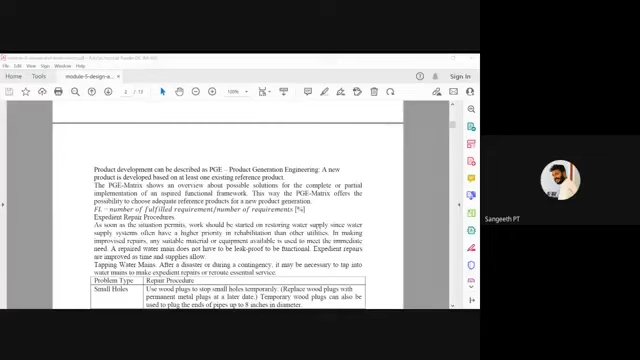 File Edit View Sign Window Help
Home Tools module-5-design-a... × Sign In
2 / 13 100%
Product development can be described as PGE – Product Generation Engineering: A new
product is developed based on at least one existing reference product.
The PGE-Matrix shows an overview about possible solutions for the complete or partial
implementation of an aspired functional framework. This way the PGE-Matrix offers the
possibility to choose adequate reference products for a new product generation.
FL = number of fulfilled requirement/number of requirements [%]
Expedient Repair Procedures.
As soon as the situation permits, work should be started on restoring water supply since water
supply systems often have a higher priority in rehabilitation than other utilities. In making
improvised repairs, any suitable material or equipment available is used to meet the immediate
need. A repaired water main does not have to be leak-proof to be functional. Expedient repairs
are improved as time and supplies allow.
Tapping Water Mains. After a disaster or during a contingency, it may be necessary to tap into
water mains to make expedient repairs or reroute essential service.
Problem Type Repair Procedure
Small Holes Use wood plugs to stop small holes temporarily. (Replace wood plugs with
permanent metal plugs at a later date.) Temporary wood plugs can also be
used to plug the ends of pipes up to 8 inches in diameter.
Sangeeth PT